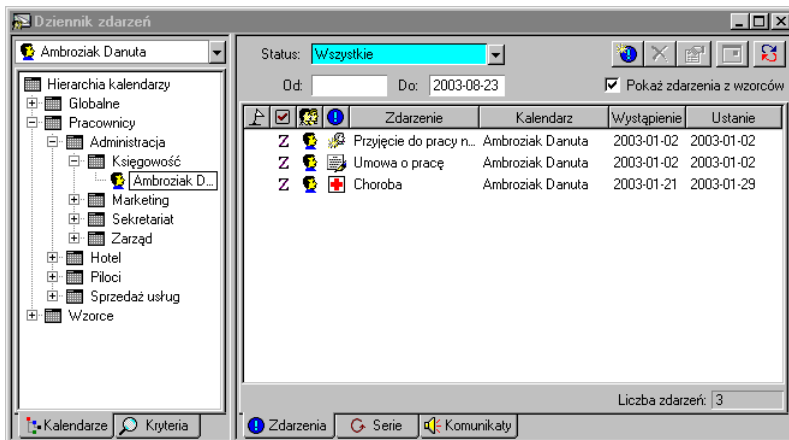 Dziennik zdarzeń
Ambroziak Danuta
Hierarchia kalendarzy
Globalne
Pracownicy
Administracja
Księgowość
Ambroziak D...
Marketing
Sekretariat
Zarząd
Hotel
Piloci
Sprzedaż usług
Wzorce
Kalendarze Kryteria
Status: Wszystkie
Od: Do: 2003-08-23 Pokaż zdarzenia z wzorców
Zdarzenie Kalendarz Wystąpienie Ustanie
Z Przyjęcie do pracy n... Ambroziak Danuta 2003-01-02 2003-01-02
Z Umowa o pracę Ambroziak Danuta 2003-01-02 2003-01-02
Z Choroba Ambroziak Danuta 2003-01-21 2003-01-29
Liczba zdarzeń: 3
Zdarzenia Serie Komunikaty